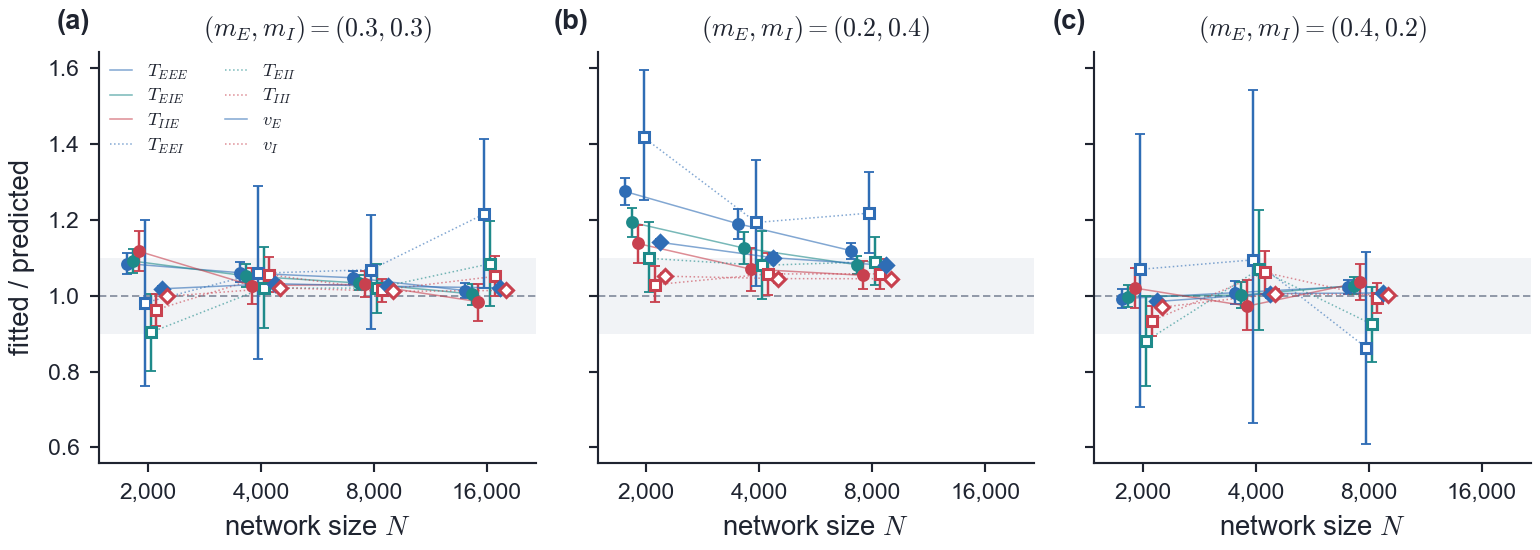 (a) (m_E, m_I) = (0.3, 0.3)
(b) (m_E, m_I) = (0.2, 0.4)
(c) (m_E, m_I) = (0.4, 0.2)
fitted / predicted
1.6
1.4
1.2
1.0
0.8
0.6
T_EEE
T_EIE
T_IIE
T_EEI
T_EII
T_III
v_E
v_I
2,000 4,000 8,000 16,000
2,000 4,000 8,000 16,000
2,000 4,000 8,000 16,000
network size N
network size N
network size N